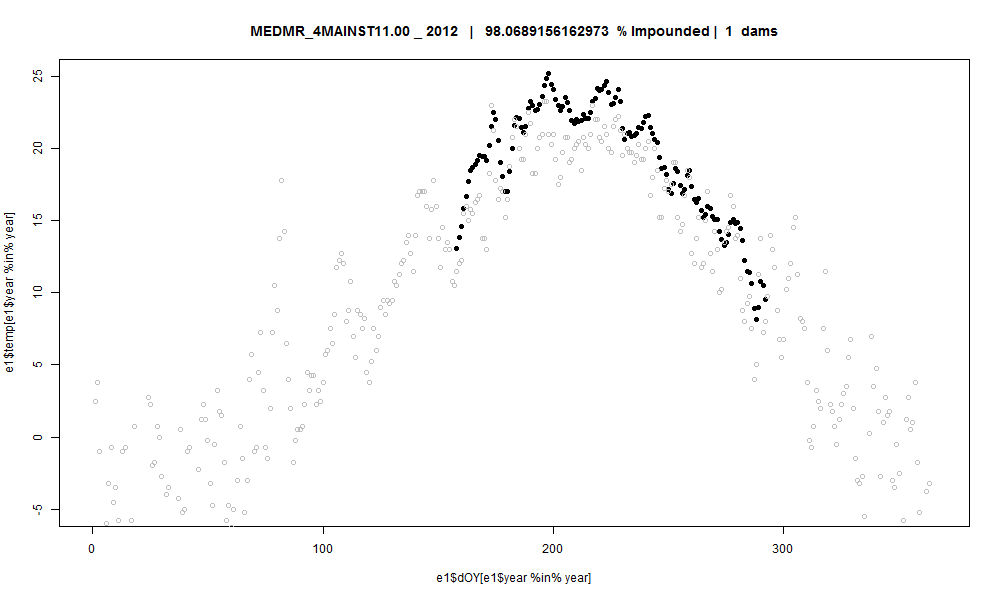 MEDMR_4MAINST11.00 _ 2012 | 98.0689156162973 % Impounded | 1 dams
25
20
15
10
5
0
-5
e1$temp[e1$year %in% year]
0 100 200 300
e1$dOY[e1$year %in% year]